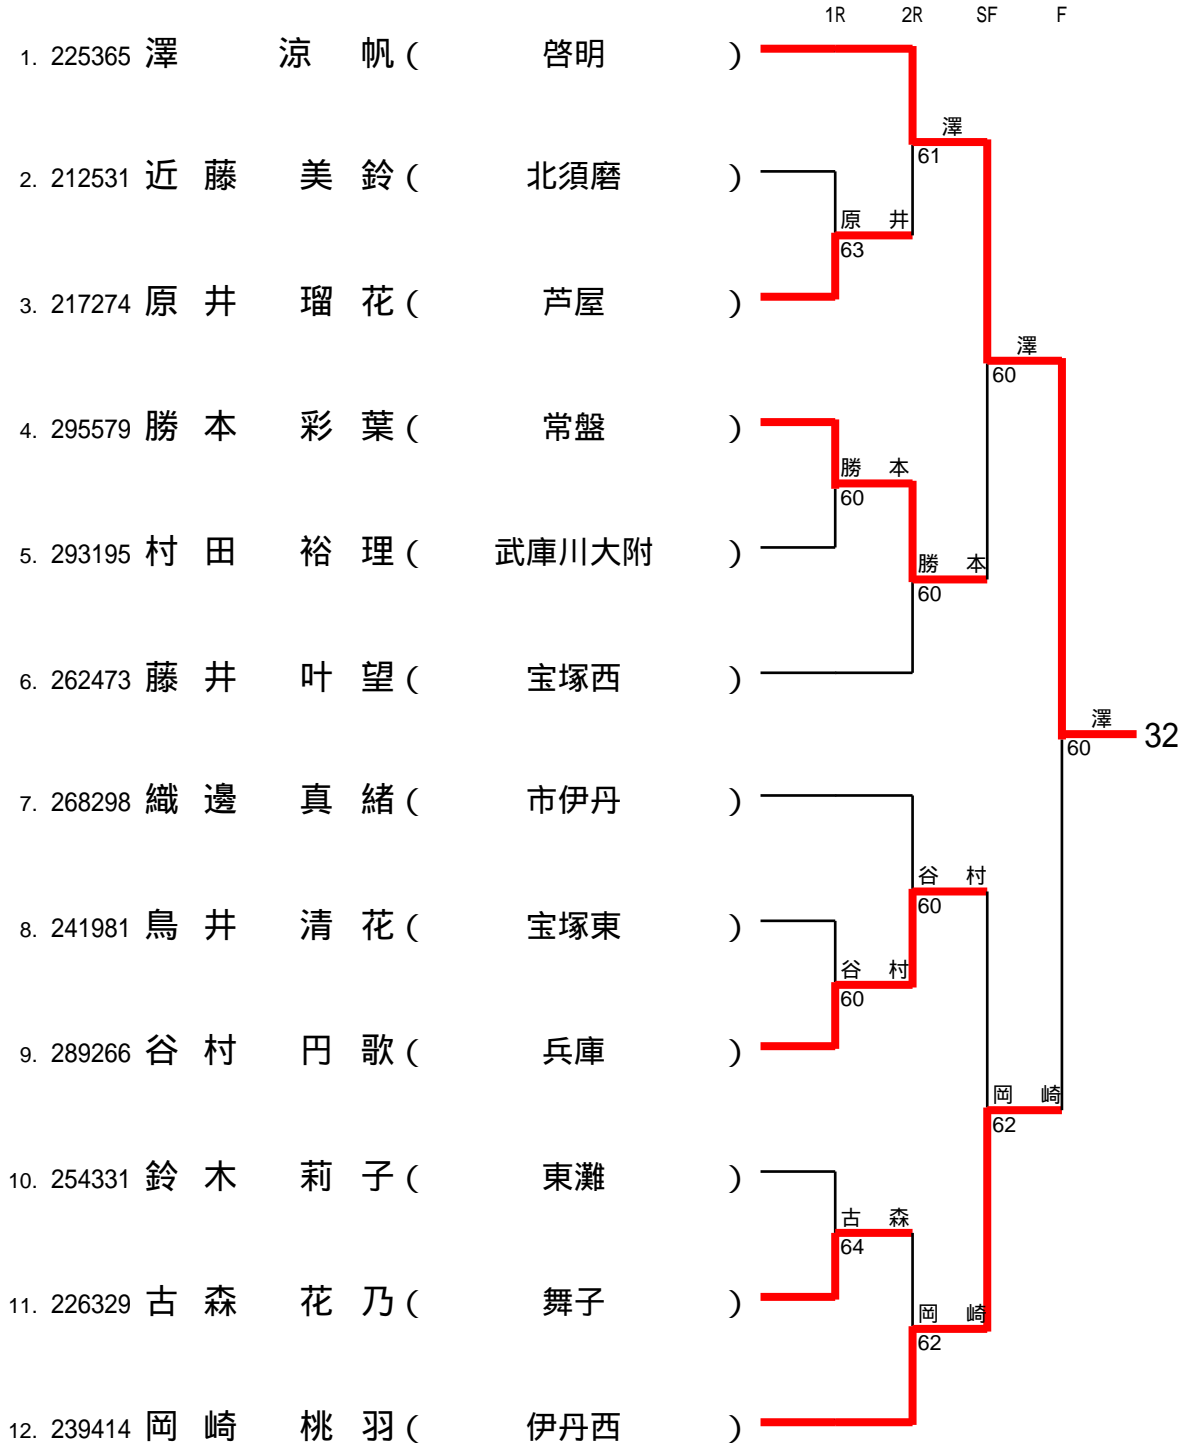 1R 2R SF F
1. 225365 澤 涼 帆 ( 啓明 )
澤
61
2. 212531 近 藤 美 鈴 ( 北須磨 )
原 井
63
3. 217274 原 井 瑠 花 ( 芦屋 )
澤
60
4. 295579 勝 本 彩 葉 ( 常盤 )
勝 本
60
5. 293195 村 田 裕 理 ( 武庫川大附 )
勝 本
60
6. 262473 藤 井 叶 望 ( 宝塚西 )
澤
60 32
7. 268298 織 邊 真 緒 ( 市伊丹 )
谷 村
60
8. 241981 鳥 井 清 花 ( 宝塚東 )
谷 村
60
9. 289266 谷 村 円 歌 ( 兵庫 )
岡 崎
62
10. 254331 鈴 木 莉 子 ( 東灘 )
古 森
64
11. 226329 古 森 花 乃 ( 舞子 )
岡 崎
62
12. 239414 岡 崎 桃 羽 ( 伊丹西 )